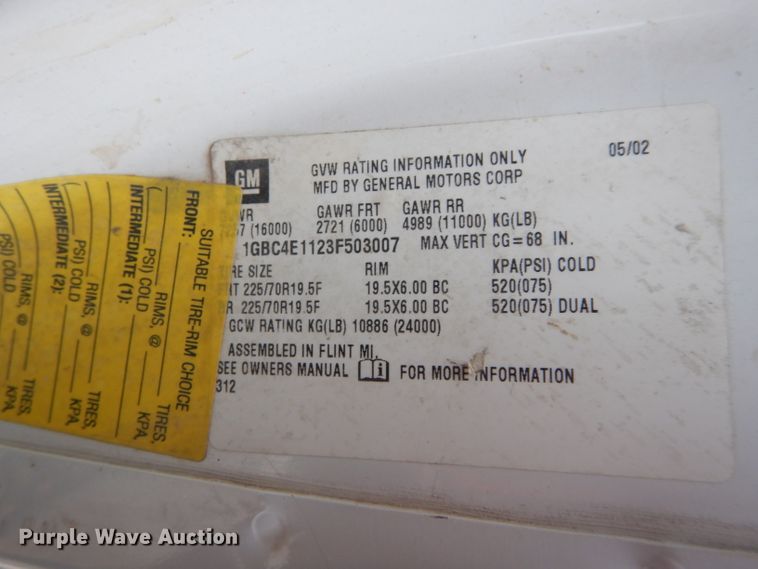 GM
GVW RATING INFORMATION ONLY
05/02
MFD BY GENERAL MOTORS CORP
GAWR FRT GAWR RR
(16000) 2721 (6000) 4989 (11000) KG(LB)
1GBC4E1123F503007 MAX VERT CG=68 IN.
SIZE RIM KPA(PSI) COLD
225/70R19.5F 19.5X6.00 BC 520(075)
225/70R19.5F 19.5X6.00 BC 520(075) DUAL
GCW RATING KG(LB) 10886 (24000)
ASSEMBLED IN FLINT MI.
SEE OWNERS MANUAL i FOR MORE INFORMATION
312
SUITABLE TIRE-RIM CHOICE
FRONT: TIRES,
RIMS, @ KPA,
( PSI) COLD
INTERMEDIATE (1): TIRES,
RIMS, @ KPA,
( PSI) COLD
INTERMEDIATE (2): TIRES,
RIMS, @ KPA,
PSI) COLD
Purple Wave Auction